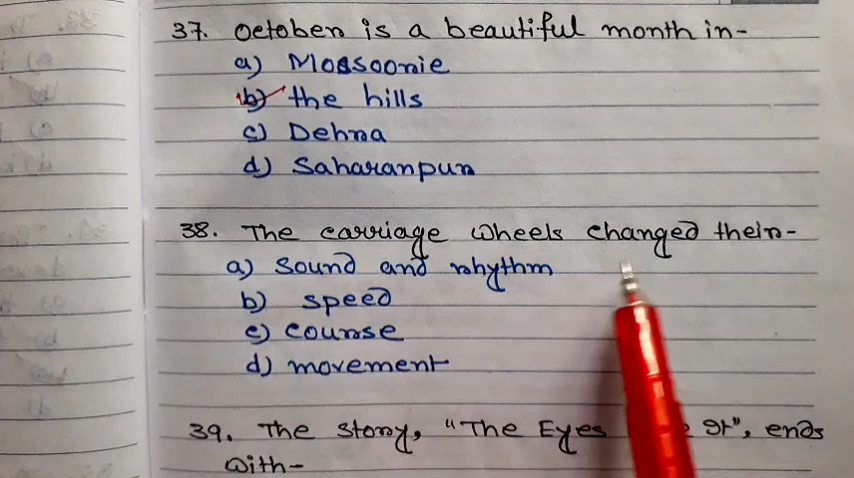 37. October is a beautiful month in-
a) Mossoorie
b) the hills
c) Dehra
d) Saharanpur
38. The carriage wheels changed their-
a) sound and rhythm
b) speed
c) course
d) movement
39. The story, "The Eyes It", ends
with-